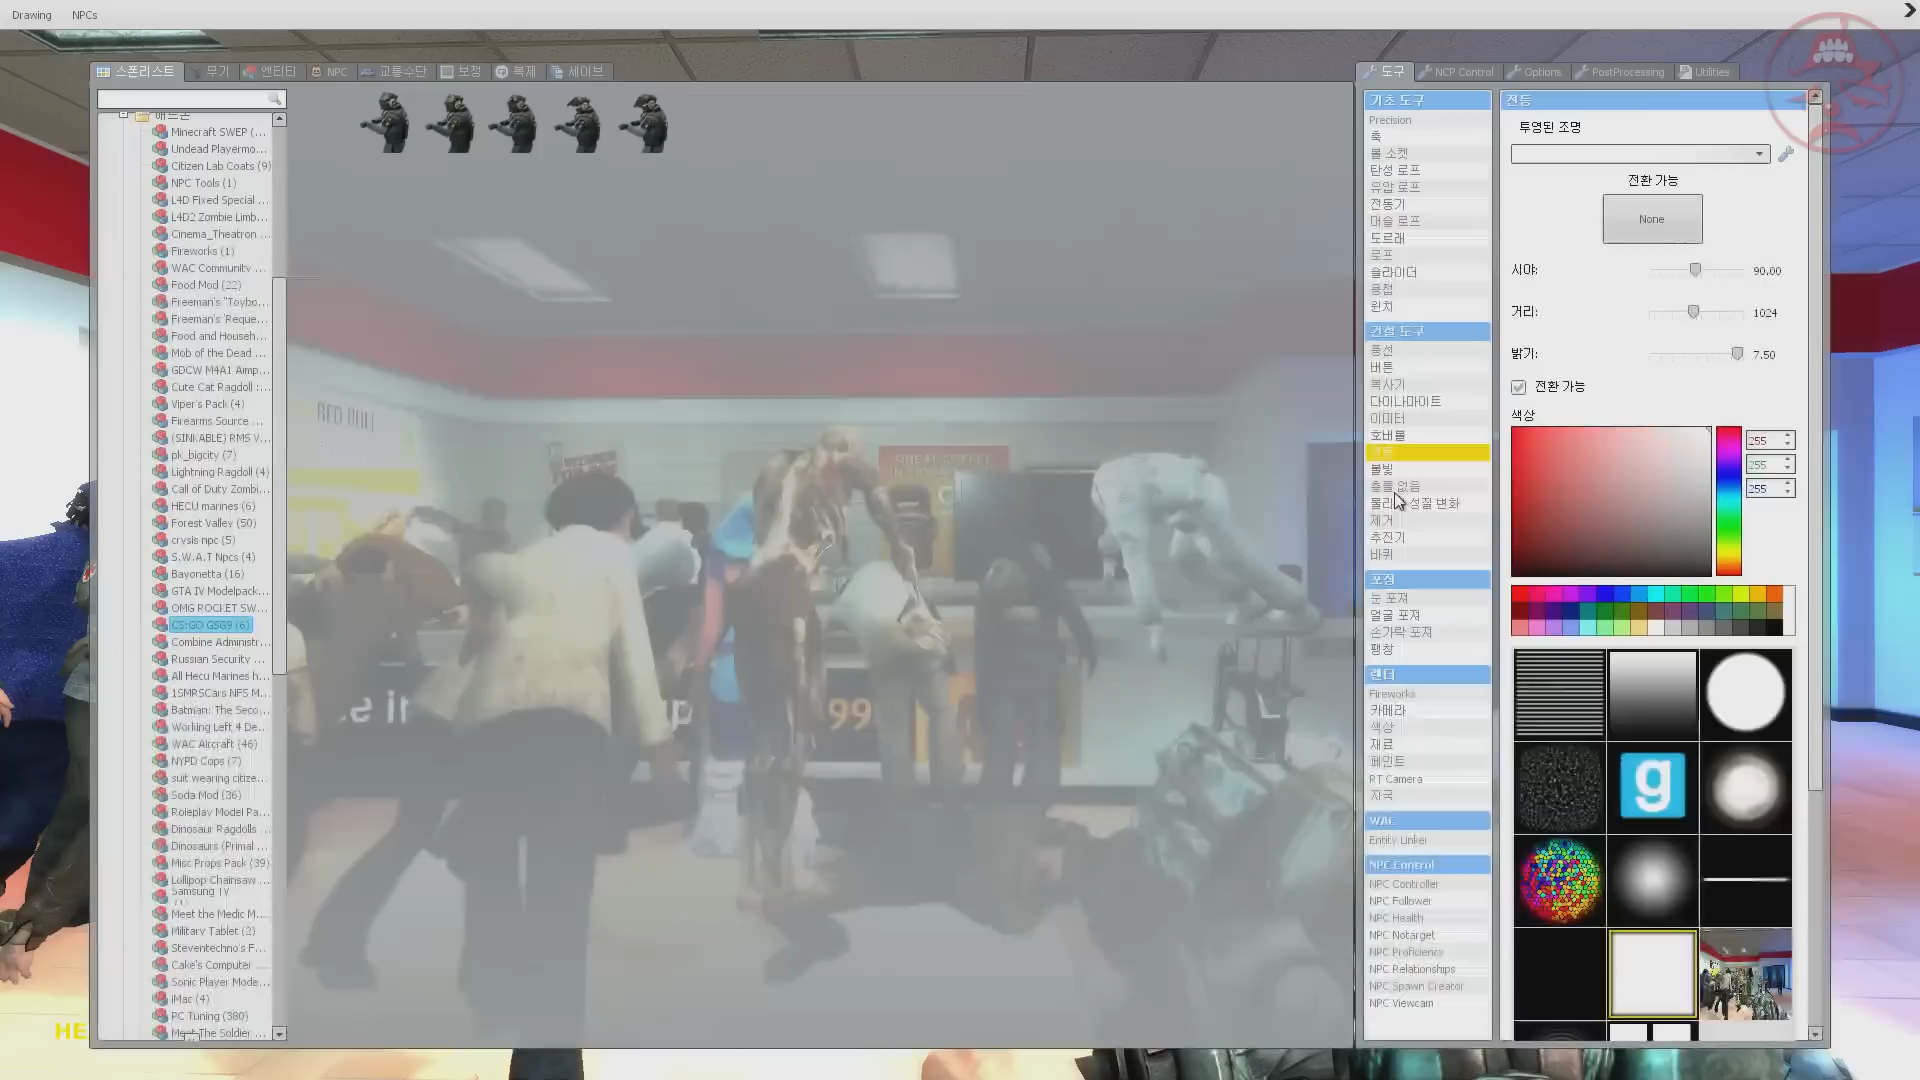 Drawing NPCs
스폰리스트 무기 엔티티 NPC 교통수단 보정 복제 세이브
도구 NCP Control Options PostProcessing Utilities
애드온
Minecraft SWEP (...
Undead Playermo...
Citizen Lab Coats (9)
NPC Tools (1)
L4D Fixed Special ...
L4D2 Zombie Limb...
Cinema_Theatron ...
Fireworks (1)
WAC Community ...
Food Mod (22)
Freeman's "Toybo...
Freeman's 'Reque...
Food and Househ...
Mob of the Dead ...
GDCW M4A1 Aimp...
Cute Cat Ragdoll :...
Viper's Pack (4)
Firearms Source ...
(SINKABLE) RMS V...
pk_bigcity (7)
Lightning Ragdoll (4)
Call of Duty Zombi...
HECU marines (6)
Forest Valley (50)
crysis npc (5)
S.W.A.T Npcs (4)
Bayonetta (16)
GTA IV Modelpack...
OMG ROCKET SW...
CS:GO GSG9 (6)
Combine Administr...
Russian Security ...
All Hecu Marines h...
1SMRSCars NFS M...
Batman: The Seco...
Working Left 4 De...
WAC Aircraft (46)
NYPD Cops (7)
suit wearing citize...
Soda Mod (36)
Roleplay Model Pa...
Dinosaur Ragdolls ...
Dinosaurs (Primal ...
Misc Props Pack (39)
Lollipop Chainsaw ...
Samsung TV
Meet the Medic M...
Military Tablet (2)
Steventechno's F...
Cake's Computer ...
Sonic Player Mode...
iMac (4)
PC Tuning (380)
Meet The Soldier ...
HE
99
기초 도구
Precision
축
볼 소켓
탄성 로프
유압 로프
전동기
머슬 로프
도르래
로프
슬라이더
용접
윈치
건설 도구
풍선
버튼
복사기
다이나마이트
이미터
호버볼
불빛
충돌 없음
성질 변화
제거
추진기
바퀴
포징
눈 포져
얼굴 포져
손가락 포져
팽창
렌더
Fireworks
카메라
색상
재료
페인트
RT Camera
자국
WAC
Entity Linker
NPC Control
NPC Controller
NPC Follower
NPC Health
NPC Notarget
NPC Proficiency
NPC Relationships
NPC Spawn Creator
NPC Viewcam
전등
투영된 조명
전환 가능
None
시야: 90.00
거리: 1024
밝기: 7.50
전환 가능
색상
255
255
255
g